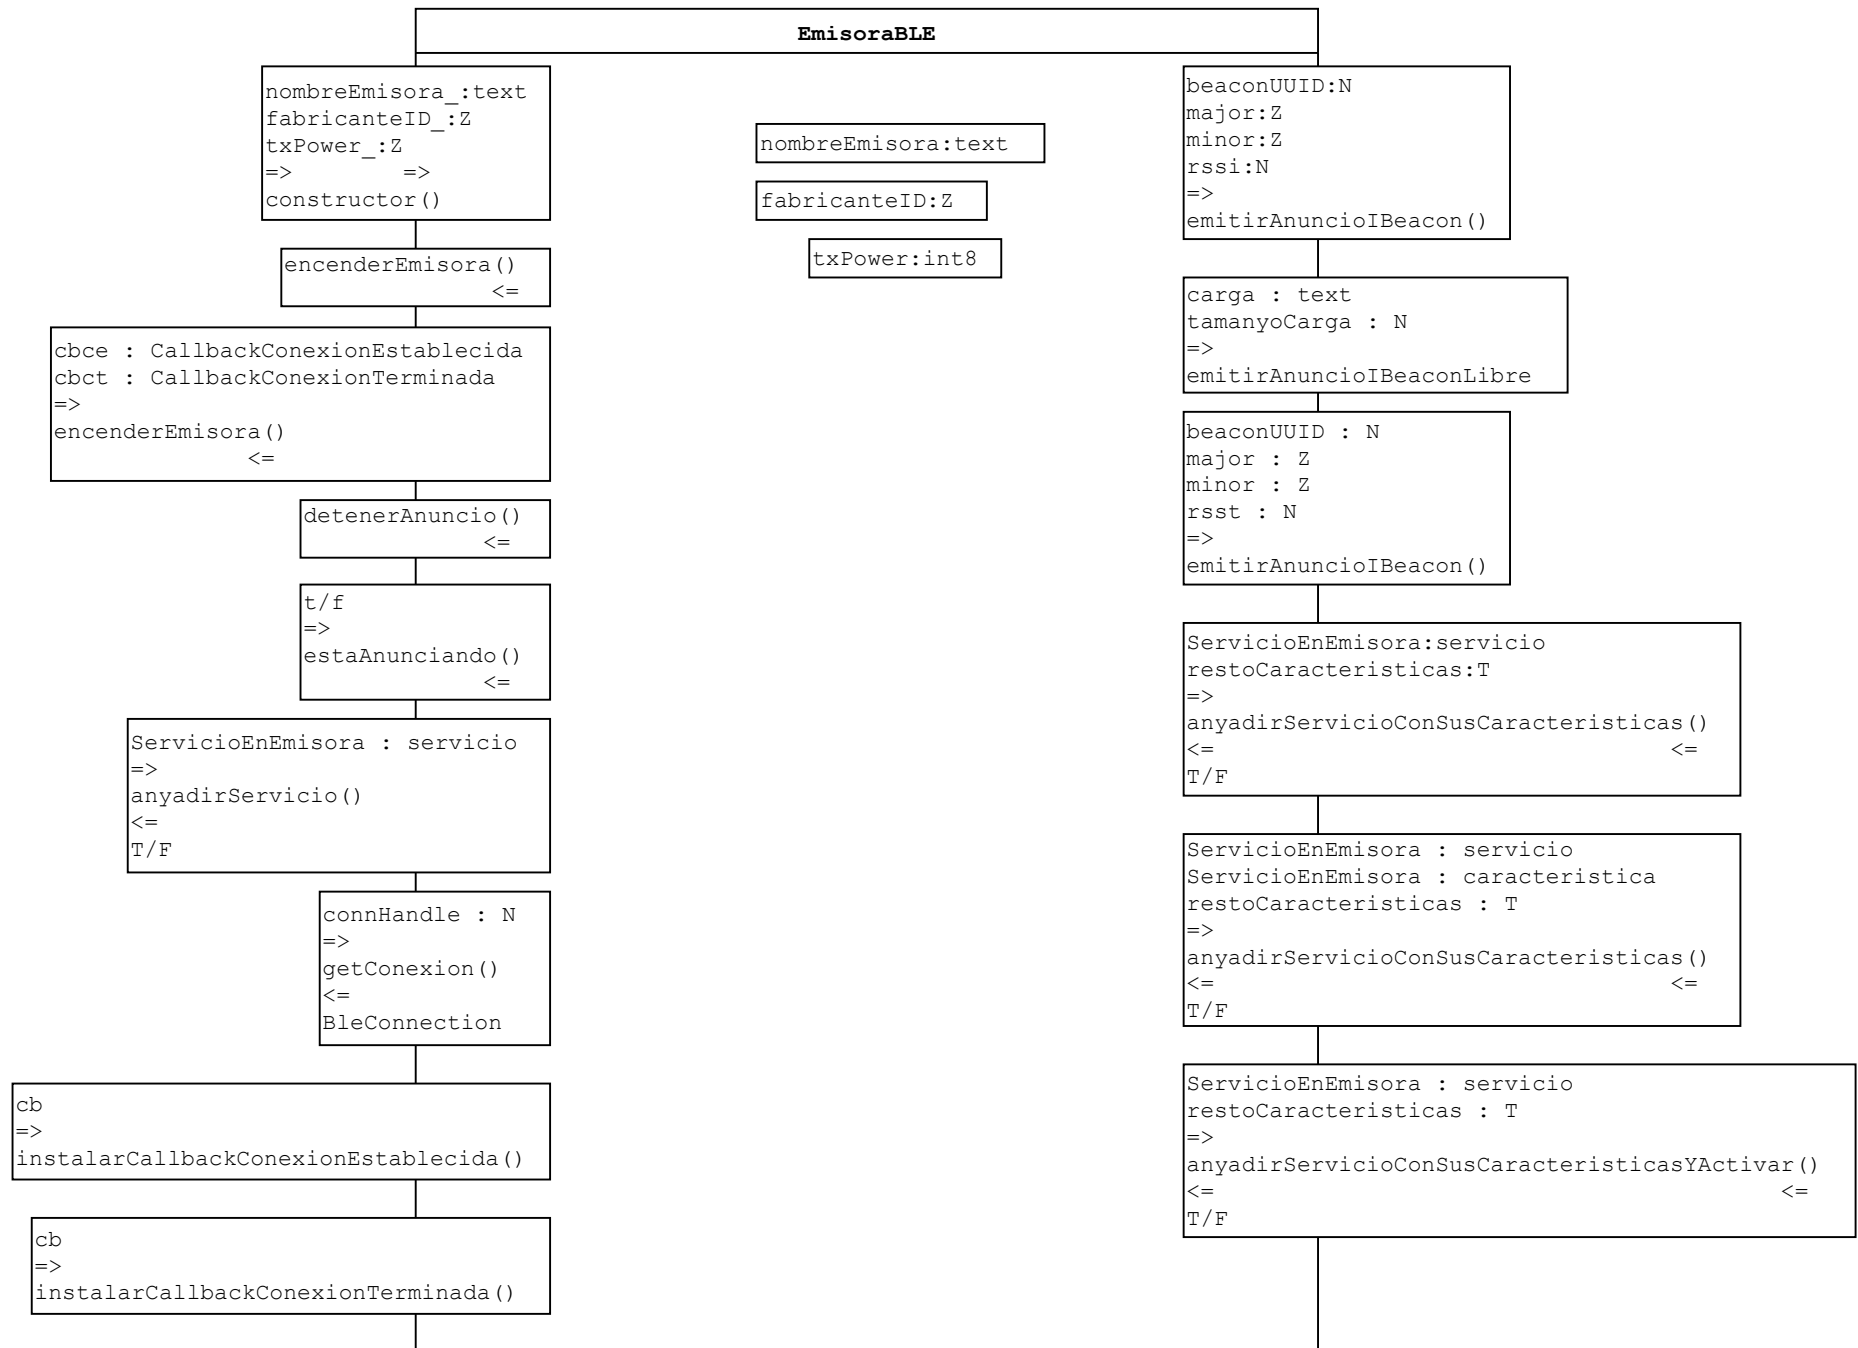 EmisoraBLE
nombreEmisora_:text
fabricanteID_:Z
txPower_:Z
=> =>
constructor()
encenderEmisora()
<=
cbce : CallbackConexionEstablecida
cbct : CallbackConexionTerminada
=>
encenderEmisora()
<=
detenerAnuncio()
<=
t/f
=>
estaAnunciando()
<=
ServicioEnEmisora : servicio
=>
anyadirServicio()
<=
T/F
connHandle : N
=>
getConexion()
<=
BleConnection
cb
=>
instalarCallbackConexionEstablecida()
cb
=>
instalarCallbackConexionTerminada()
nombreEmisora:text
fabricanteID:Z
txPower:int8
beaconUUID:N
major:Z
minor:Z
rssi:N
=>
emitirAnuncioIBeacon()
carga : text
tamanyoCarga : N
=>
emitirAnuncioIBeaconLibre
beaconUUID : N
major : Z
minor : Z
rsst : N
=>
emitirAnuncioIBeacon()
ServicioEnEmisora:servicio
restoCaracteristicas:T
=>
anyadirServicioConSusCaracteristicas()
<= <=
T/F
ServicioEnEmisora : servicio
ServicioEnEmisora : caracteristica
restoCaracteristicas : T
=>
anyadirServicioConSusCaracteristicas()
<= <=
T/F
ServicioEnEmisora : servicio
restoCaracteristicas : T
=>
anyadirServicioConSusCaracteristicasYActivar()
<= <=
T/F